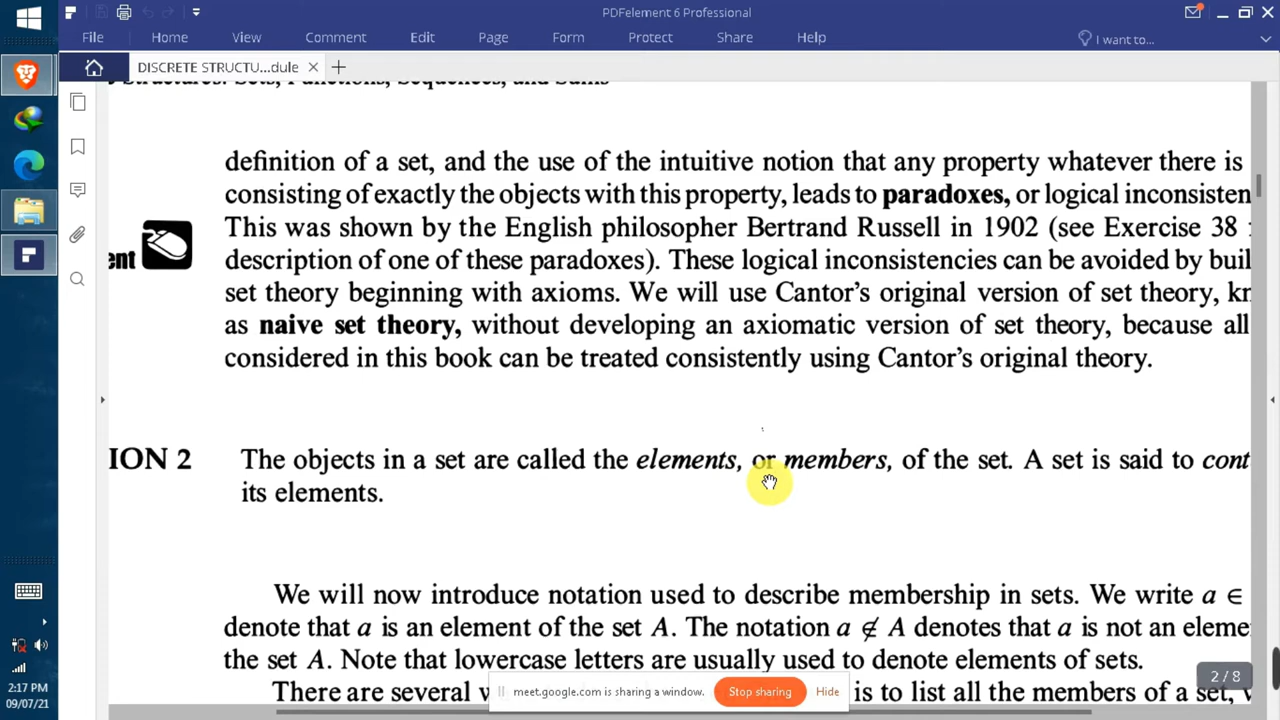 PDFelement 6 Professional
File Home View Comment Edit Page Form Protect Share Help I want to...
DISCRETE STRUCTU...dule
Structures: Sets, Functions, Sequences, and Sums
definition of a set, and the use of the intuitive notion that any property whatever there is
consisting of exactly the objects with this property, leads to paradoxes, or logical inconsisten
This was shown by the English philosopher Bertrand Russell in 1902 (see Exercise 38
ent
description of one of these paradoxes). These logical inconsistencies can be avoided by buil
set theory beginning with axioms. We will use Cantor's original version of set theory, kn
as naive set theory, without developing an axiomatic version of set theory, because all
considered in this book can be treated consistently using Cantor's original theory.
ION 2 The objects in a set are called the elements, or members, of the set. A set is said to cont
its elements.
We will now introduce notation used to describe membership in sets. We write a ∈
denote that a is an element of the set A. The notation a ∉ A denotes that a is not an eleme
the set A. Note that lowercase letters are usually used to denote elements of sets.
There are several is to list all the members of a set,
2 / 8
meet.google.com is sharing a window. Stop sharing Hide
2:17 PM
09/07/21